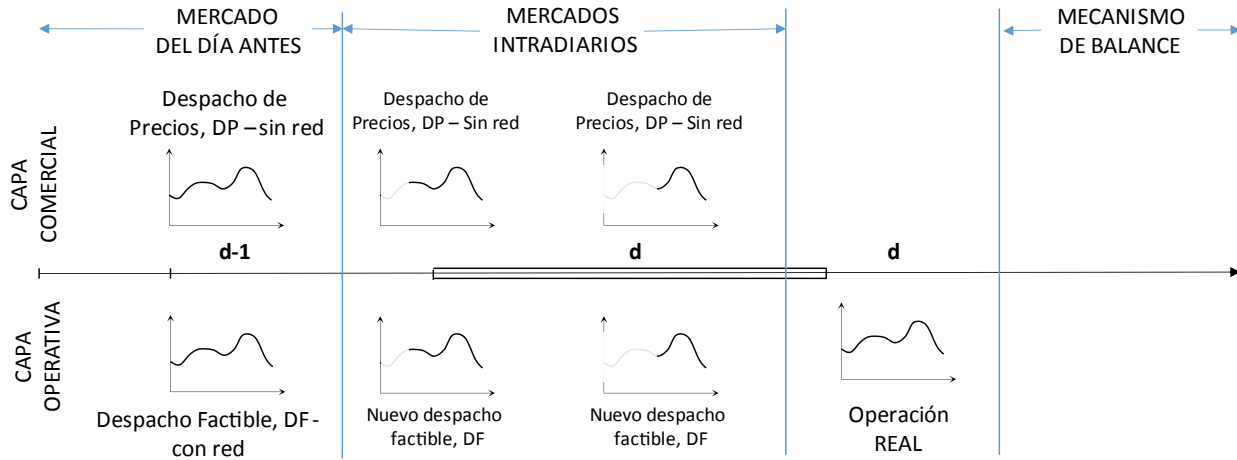 MERCADO
DEL DÍA ANTES
MERCADOS
INTRADIARIOS
MECANISMO
DE BALANCE
CAPA
COMERCIAL
Despacho de
Precios, DP – sin red
Despacho de
Precios, DP – Sin red
Despacho de
Precios, DP – Sin red
d-1
d
d
CAPA
OPERATIVA
Despacho Factible, DF -
con red
Nuevo despacho
factible, DF
Nuevo despacho
factible, DF
Operación
REAL